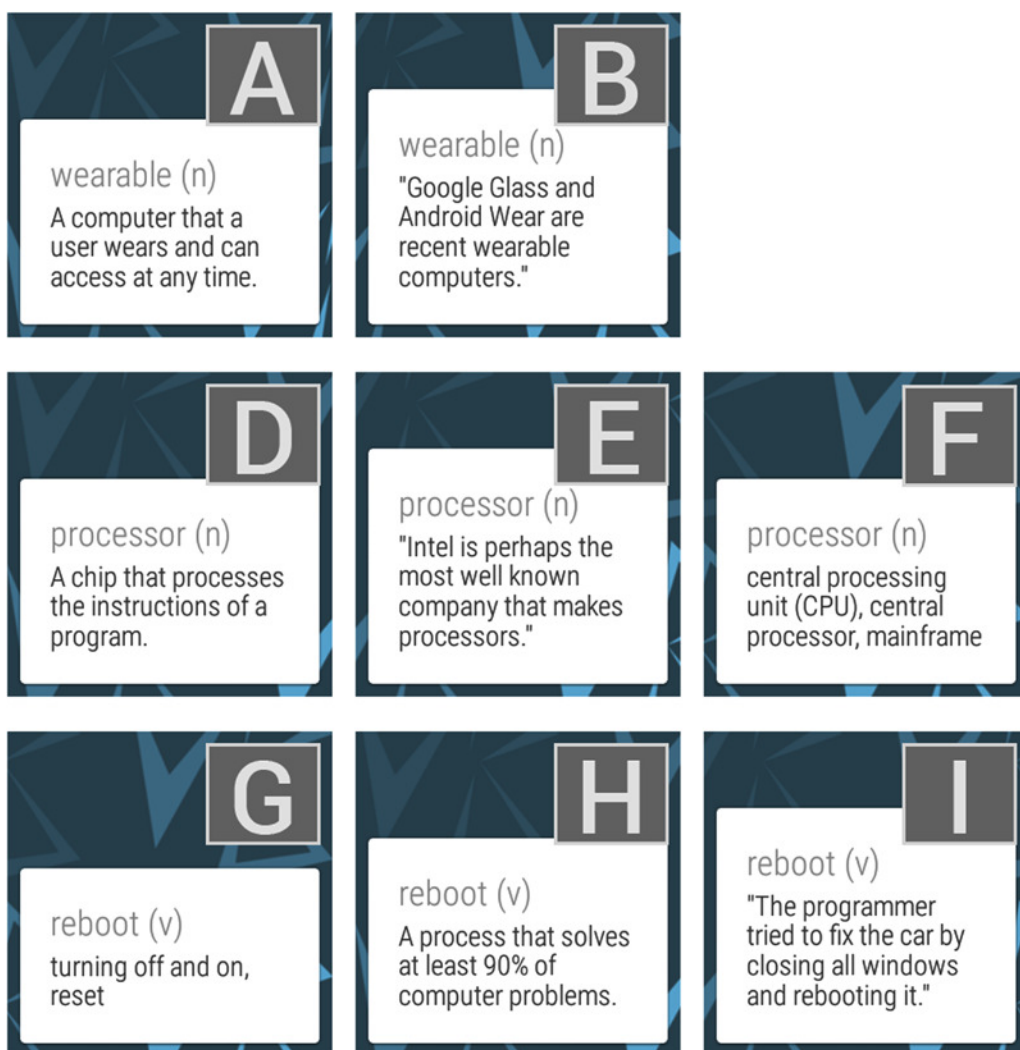 A
wearable (n)
A computer that a
user wears and can
access at any time.
B
wearable (n)
"Google Glass and
Android Wear are
recent wearable
computers."
D
processor (n)
A chip that processes
the instructions of a
program.
E
processor (n)
"Intel is perhaps the
most well known
company that makes
processors."
F
processor (n)
central processing
unit (CPU), central
processor, mainframe
G
reboot (v)
turning off and on,
reset
H
reboot (v)
A process that solves
at least 90% of
computer problems.
I
reboot (v)
"The programmer
tried to fix the car by
closing all windows
and rebooting it."